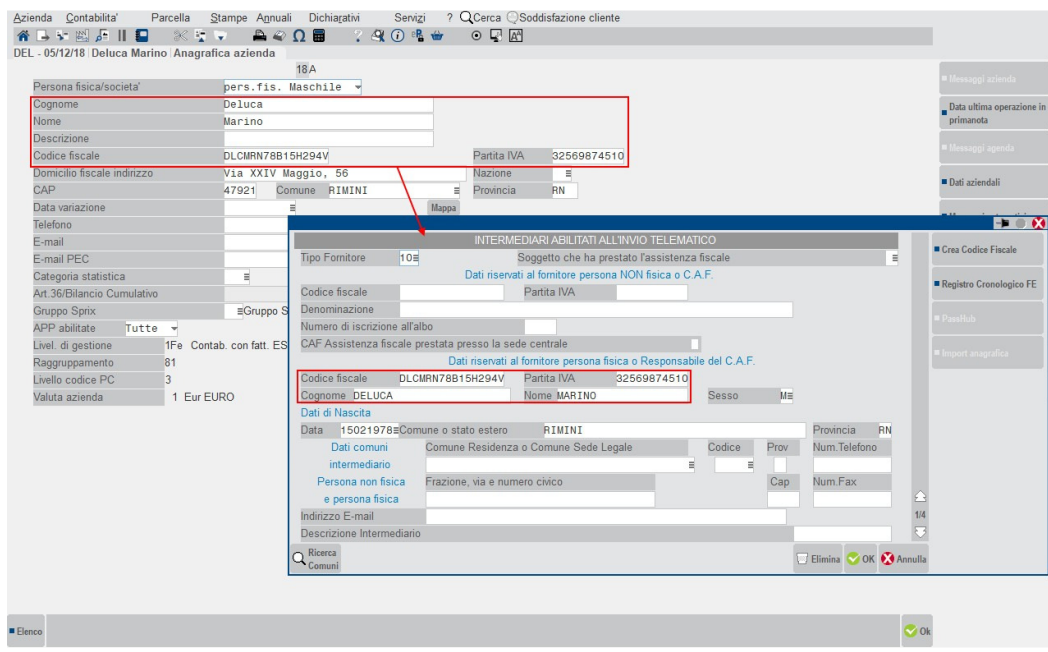 Azienda Contabilita' Parcella Stampe Annuali Dichiarativi Servizi ? Cerca Soddisfazione cliente
DEL - 05/12/18 Deluca Marino Anagrafica azienda
18A
Persona fisica/societa' pers.fis. Maschile
Cognome Deluca
Nome Marino
Descrizione
Codice fiscale DLCMRN78B15H294V Partita IVA 32569874510
Domicilio fiscale indirizzo Via XXIV Maggio, 56 Nazione
CAP 47921 Comune RIMINI Provincia RN
Data variazione Mappa
Telefono
E-mail
E-mail PEC
Categoria statistica
Art.36/Bilancio Cumulativo
Gruppo Sprix Gruppo S
APP abilitate Tutte
Livel. di gestione 1Fe Contab. con fatt. ES
Raggruppamento 81
Livello codice PC 3
Valuta azienda 1 Eur EURO
Messaggi azienda
Data ultima operazione in
primanota
Messaggi agenda
Dati aziendali
INTERMEDIARI ABILITATI ALL'INVIO TELEMATICO
Tipo Fornitore 10 Soggetto che ha prestato l'assistenza fiscale
Dati riservati al fornitore persona NON fisica o C.A.F.
Codice fiscale Partita IVA
Denominazione
Numero di iscrizione all'albo
CAF Assistenza fiscale prestata presso la sede centrale
Dati riservati al fornitore persona fisica o Responsabile del C.A.F.
Codice fiscale DLCMRN78B15H294V Partita IVA 32569874510
Cognome DELUCA Nome MARINO Sesso M
Dati di Nascita
Data 15021978 Comune o stato estero RIMINI Provincia RN
Dati comuni Comune Residenza o Comune Sede Legale Codice Prov Num.Telefono
intermediario
Persona non fisica Frazione, via e numero civico Cap Num.Fax
e persona fisica
Indirizzo E-mail
1/4
Descrizione Intermediario
Ricerca
Comuni
Elimina OK Annulla
Crea Codice Fiscale
Registro Cronologico FE
PassHub
Import anagrafica
Elenco Ok